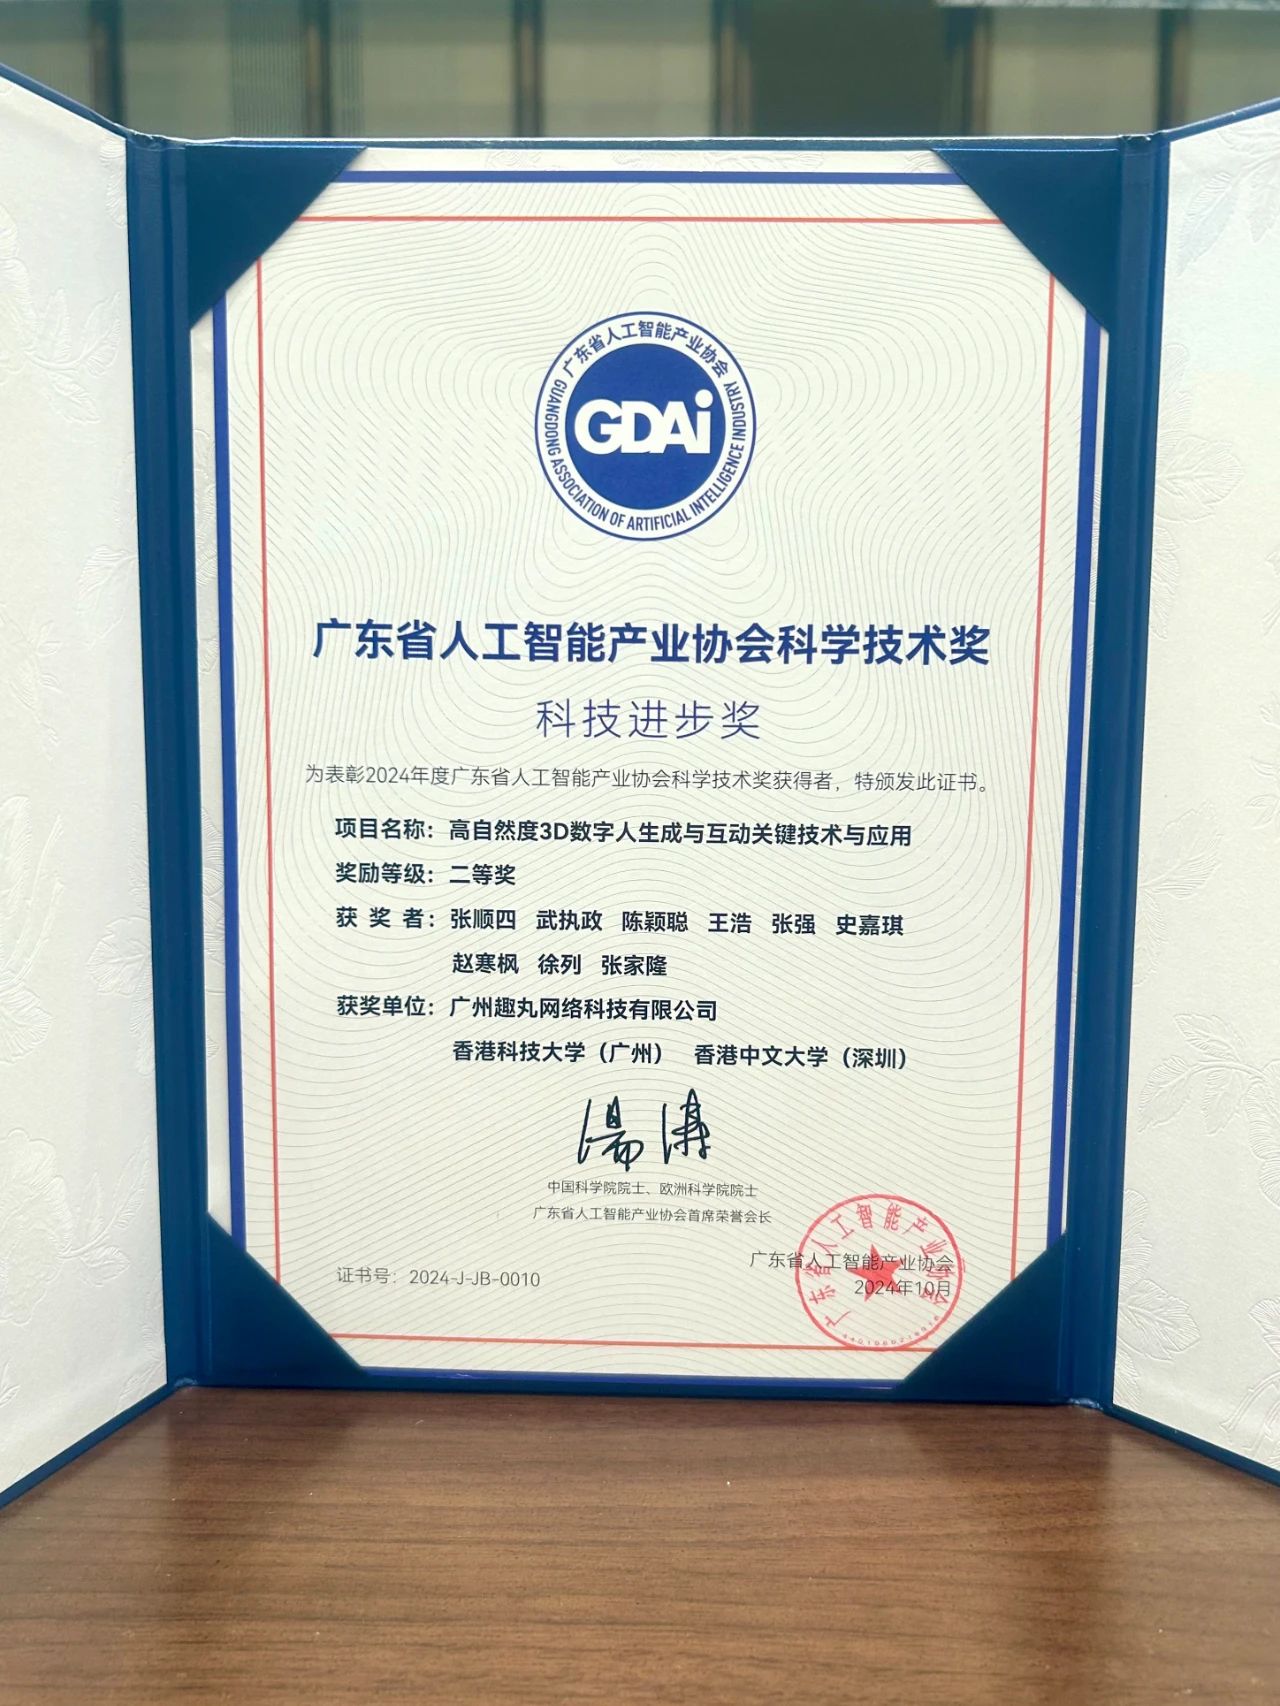 广东省人工智能产业协会
GDAi
GUANGDONG ASSOCIATION OF ARTIFICIAL INTELLIGENCE INDUSTRY
广东省人工智能产业协会科学技术奖
科技进步奖
为表彰2024年度广东省人工智能产业协会科学技术奖获得者，特颁发此证书。
项目名称：高自然度3D数字人生成与互动关键技术与应用
奖励等级：二等奖
获 奖 者：张顺四 武执政 陈颖聪 王浩 张强 史嘉琪
赵寒枫 徐列 张家隆
获奖单位：广州趣丸网络科技有限公司
香港科技大学（广州） 香港中文大学（深圳）
中国科学院院士、欧洲科学院院士
广东省人工智能产业协会首席荣誉会长
广东省人工智能产业协会
证书号：2024-J-JB-0010
2024年10月
广东省人工智能产业协会